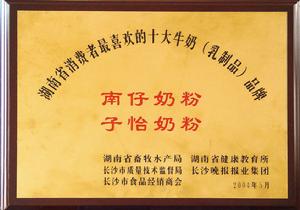 湖南省消费者最喜欢的十大牛奶（乳制品）品牌
南仔奶粉
子怡奶粉
湖南省畜牧水产局 湖南省健康教育所
长沙市质量技术监督局 长沙晚报报业集团
长沙市食品经销商会
2004年5月